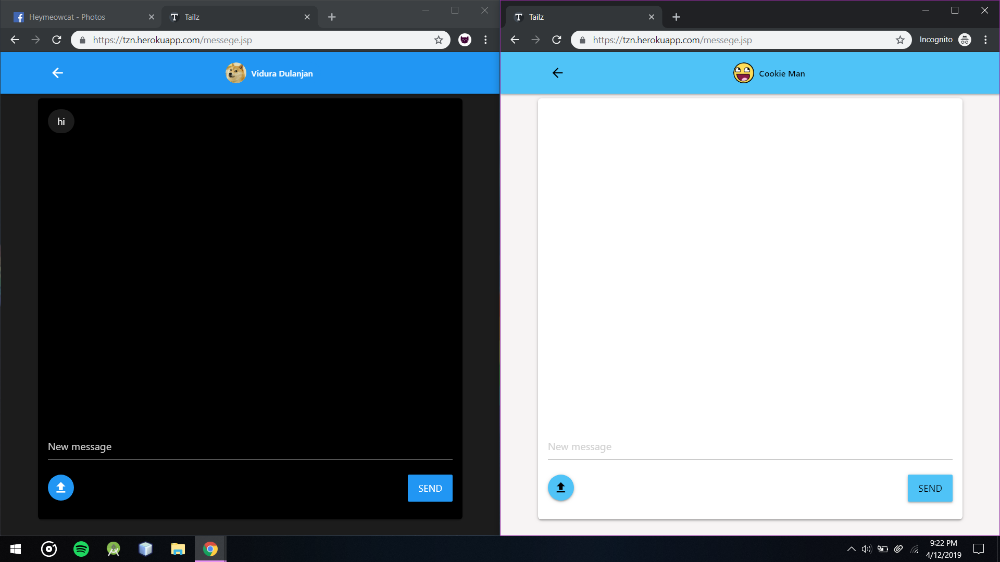 Heymeowcat - Photos
Tailz
https://tzn.herokuapp.com/messege.jsp
Vidura Dulanjan
hi
New message
SEND
Tailz
https://tzn.herokuapp.com/messege.jsp
Incognito
Cookie Man
New message
SEND
9:22 PM
4/12/2019